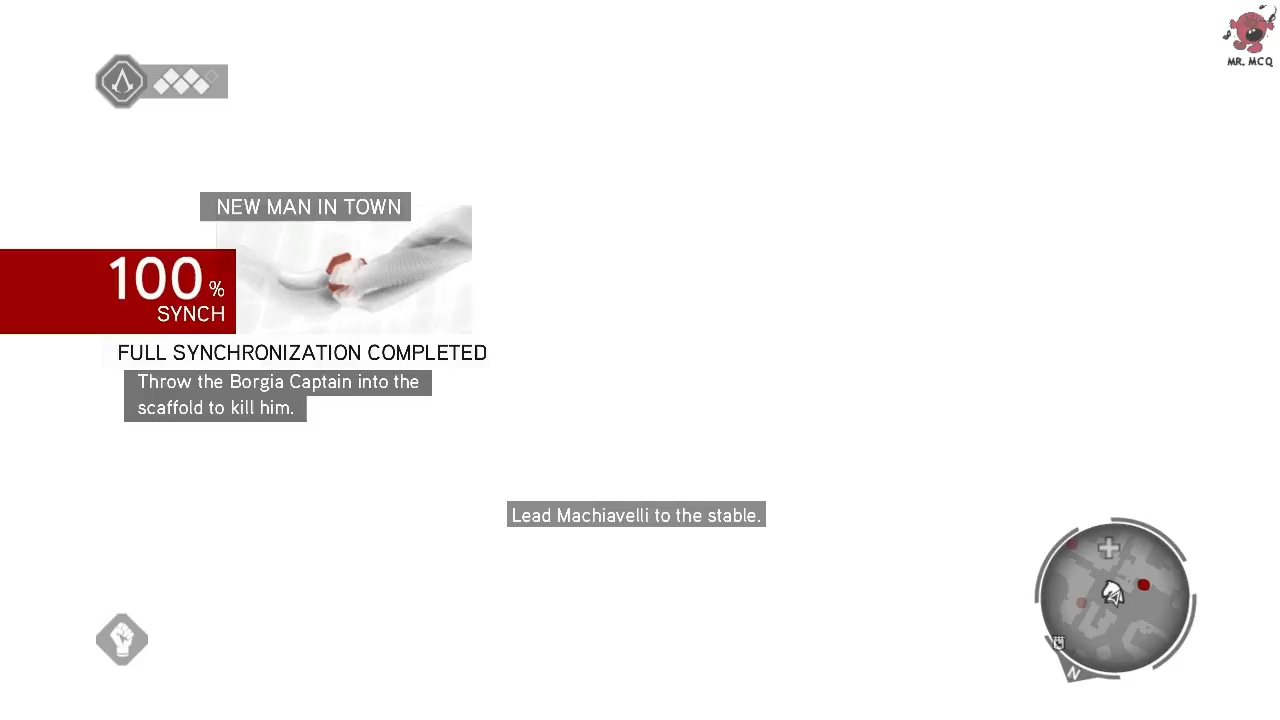 MR. MCQ
NEW MAN IN TOWN
100 %
SYNCH
FULL SYNCHRONIZATION COMPLETED
Throw the Borgia Captain into the
scaffold to kill him.
Lead Machiavelli to the stable.
N